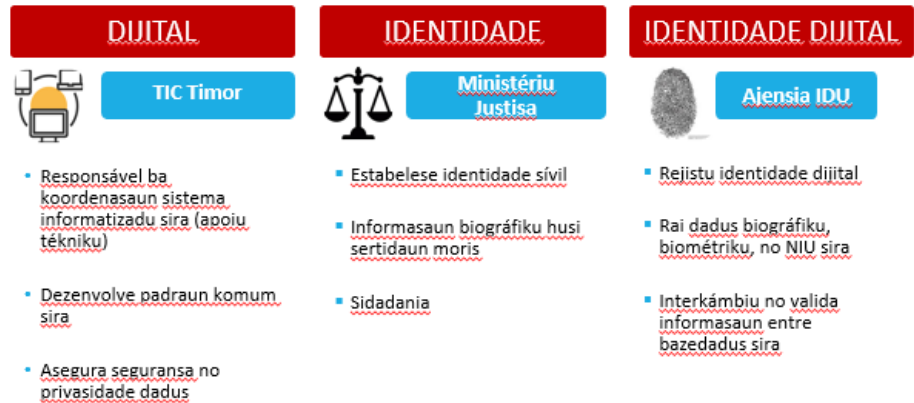 DIJITAL
TIC Timor
Responsável ba
koordenasaun sistema
informatizadu sira (apoiu
tékniku)
Dezenvolve padraun komum
sira
Asegura seguransa no
privasidade dadus
IDENTIDADE
Ministériu
Justisa
Estabelese identidade sívil
Informasaun biográfiku husi
sertidaun moris
Sidadania
IDENTIDADE DIJITAL
Ajensia IDU
Rejistu identidade dijital
Rai dadus biográfiku,
biométriku, no NIU sira
Interkámbiu no valida
informasaun entre
bazedadus sira